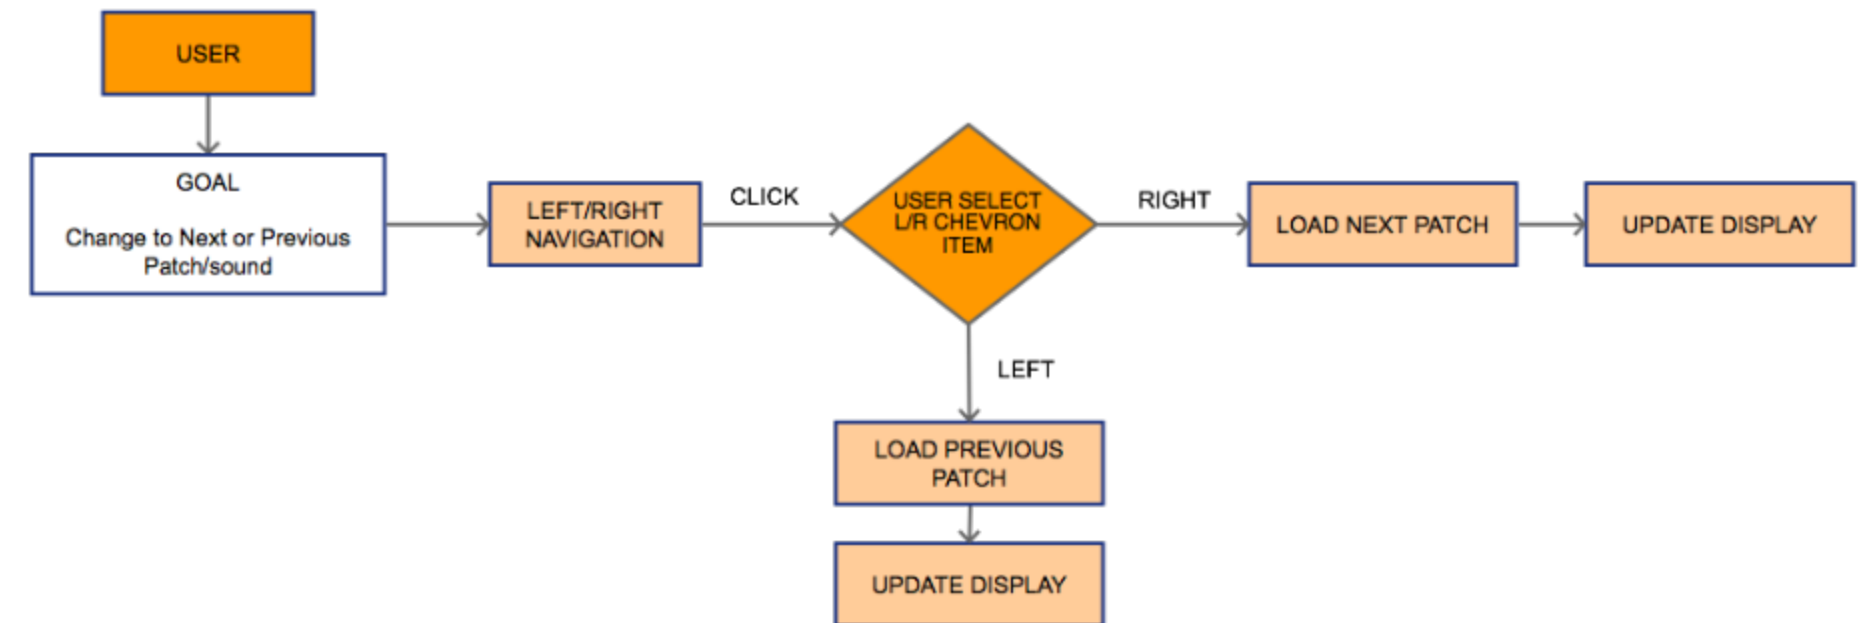 USER
GOAL
Change to Next or Previous
Patch/sound
LEFT/RIGHT
NAVIGATION
CLICK
USER SELECT
L/R CHEVRON
ITEM
RIGHT
LOAD NEXT PATCH
UPDATE DISPLAY
LEFT
LOAD PREVIOUS
PATCH
UPDATE DISPLAY